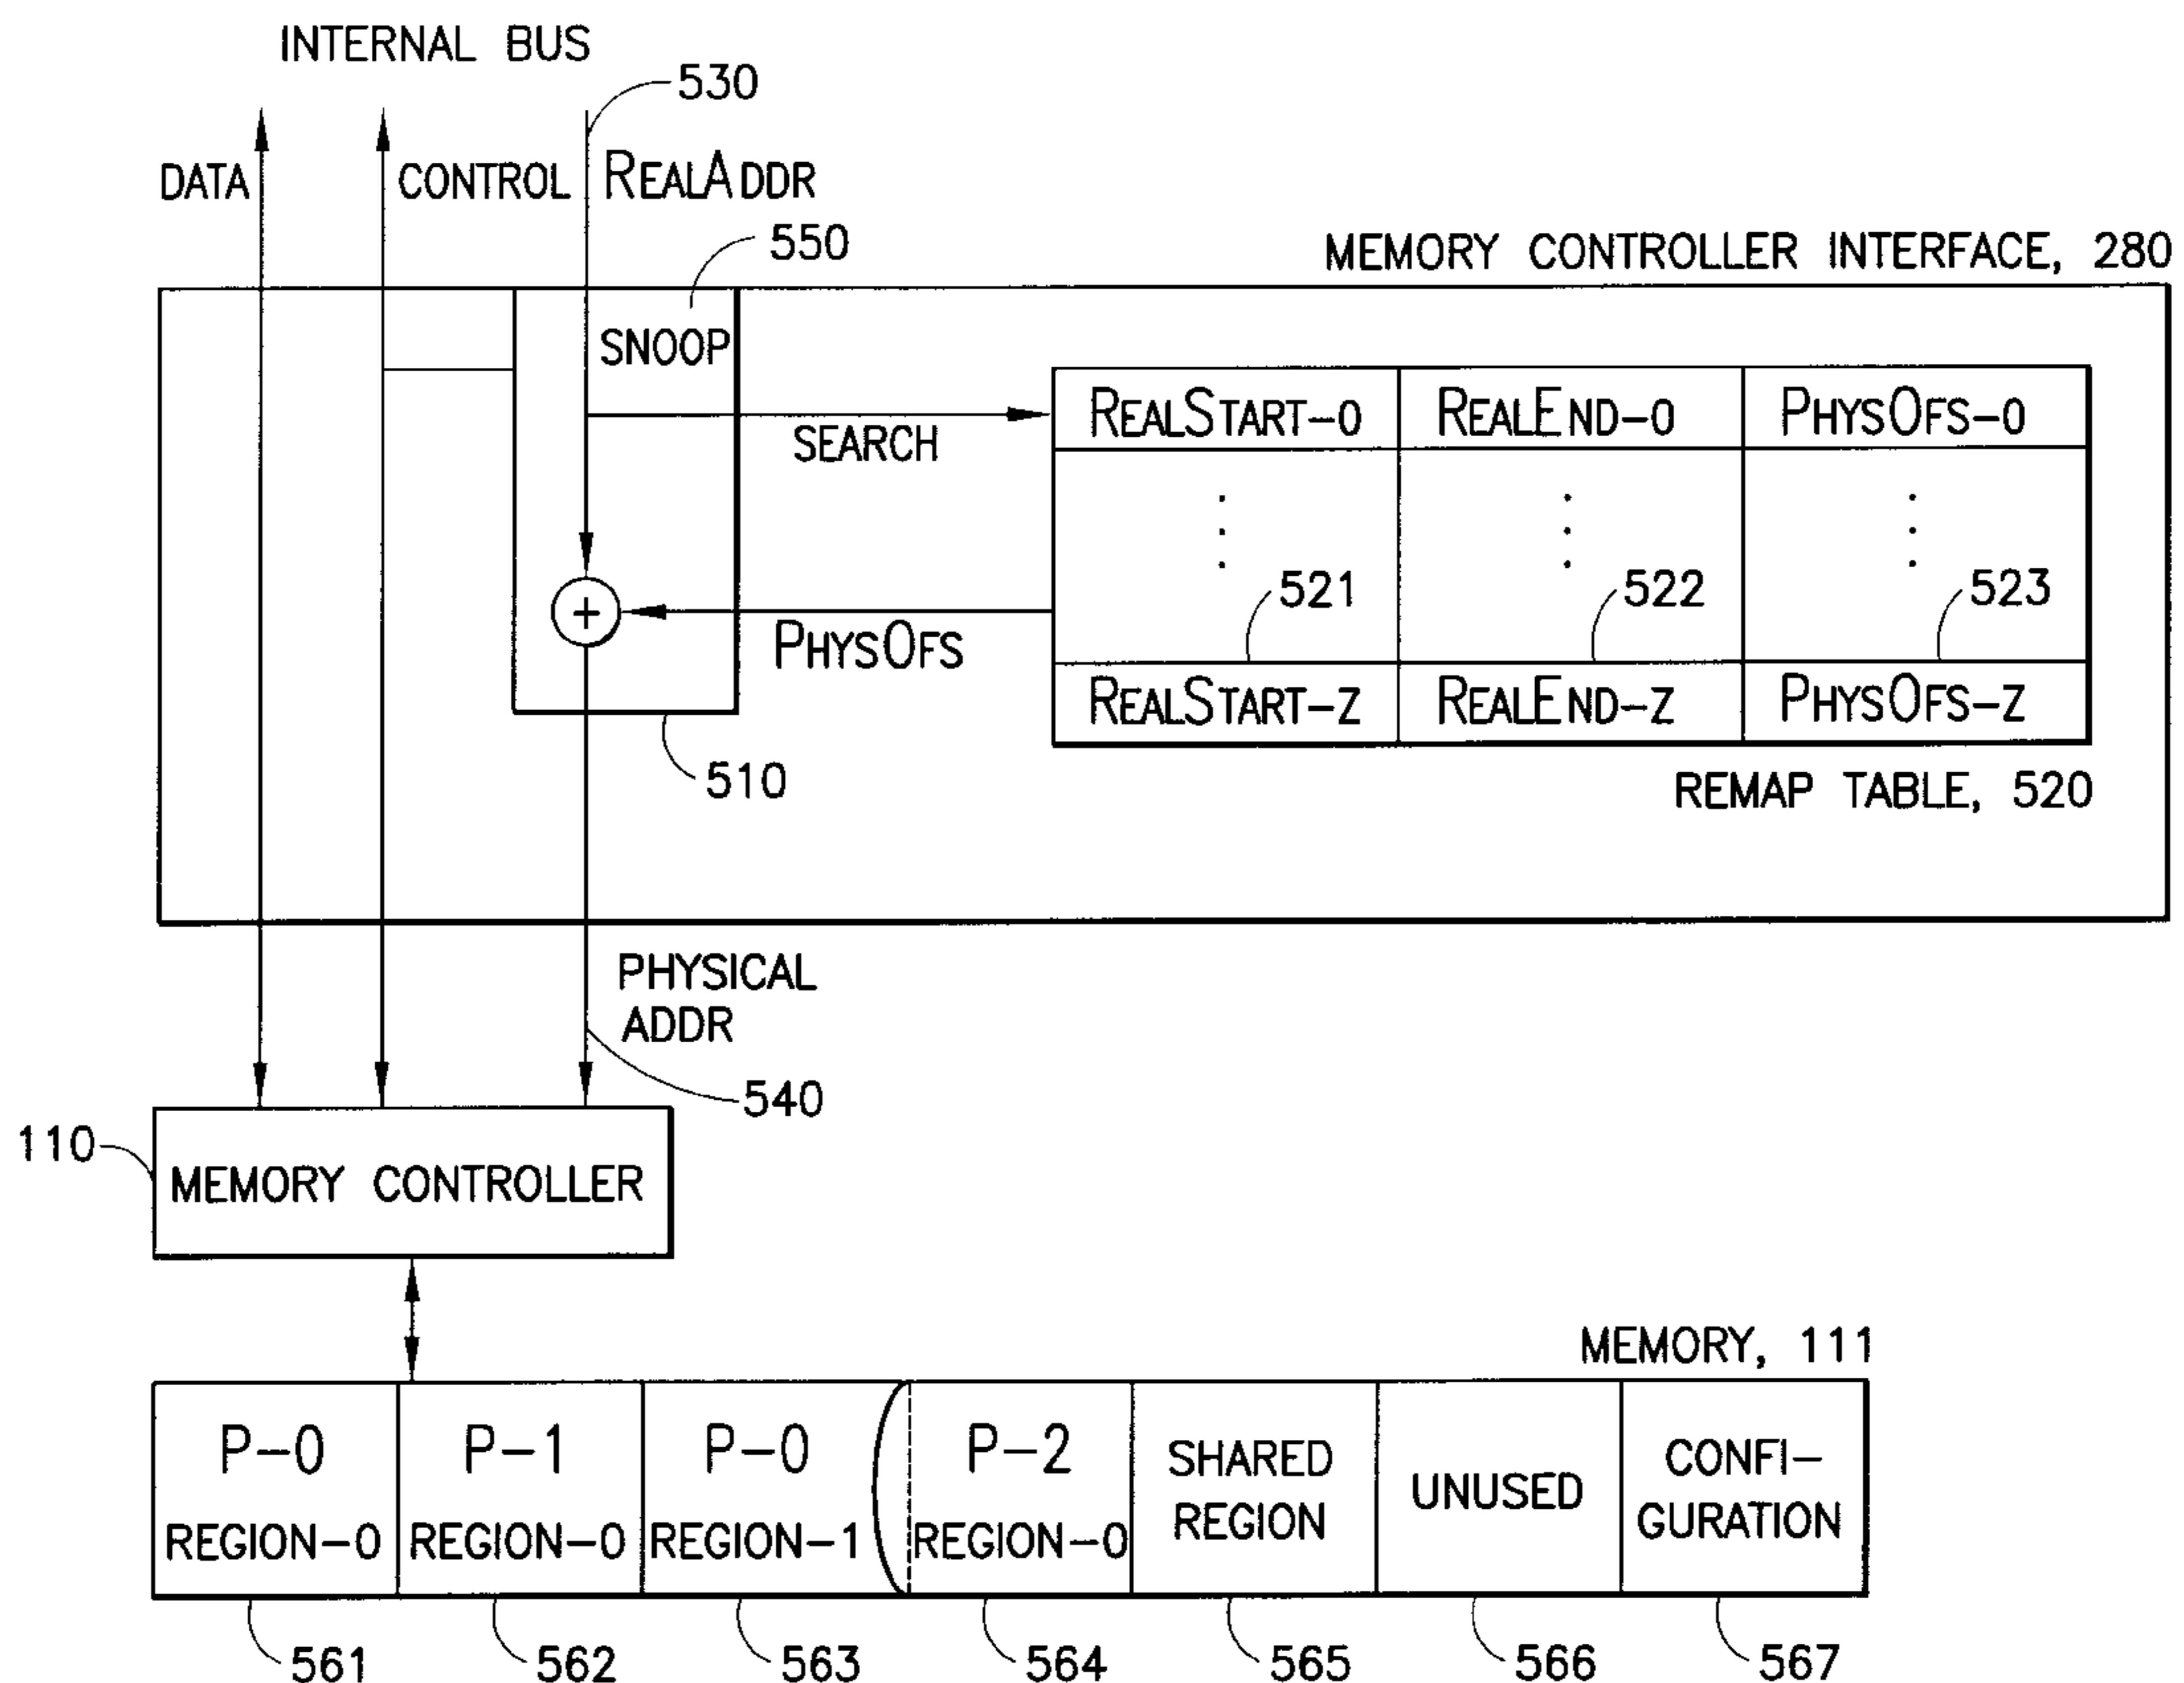 INTERNAL BUS
530
DATA
CONTROL
REALADDR
550
MEMORY CONTROLLER INTERFACE, 280
SNOOP
SEARCH
REALSTART-0 REALEND-0 PHYSOFS-0
521 522 523
PHYSOFS
REALSTART-Z REALEND-Z PHYSOFS-Z
510
REMAP TABLE, 520
PHYSICAL
ADDR
540
110
MEMORY CONTROLLER
MEMORY, 111
P-0
REGION-0
P-1
REGION-0
P-0
REGION-1
P-2
REGION-0
SHARED
REGION
UNUSED
CONFI-
GURATION
561 562 563 564 565 566 567